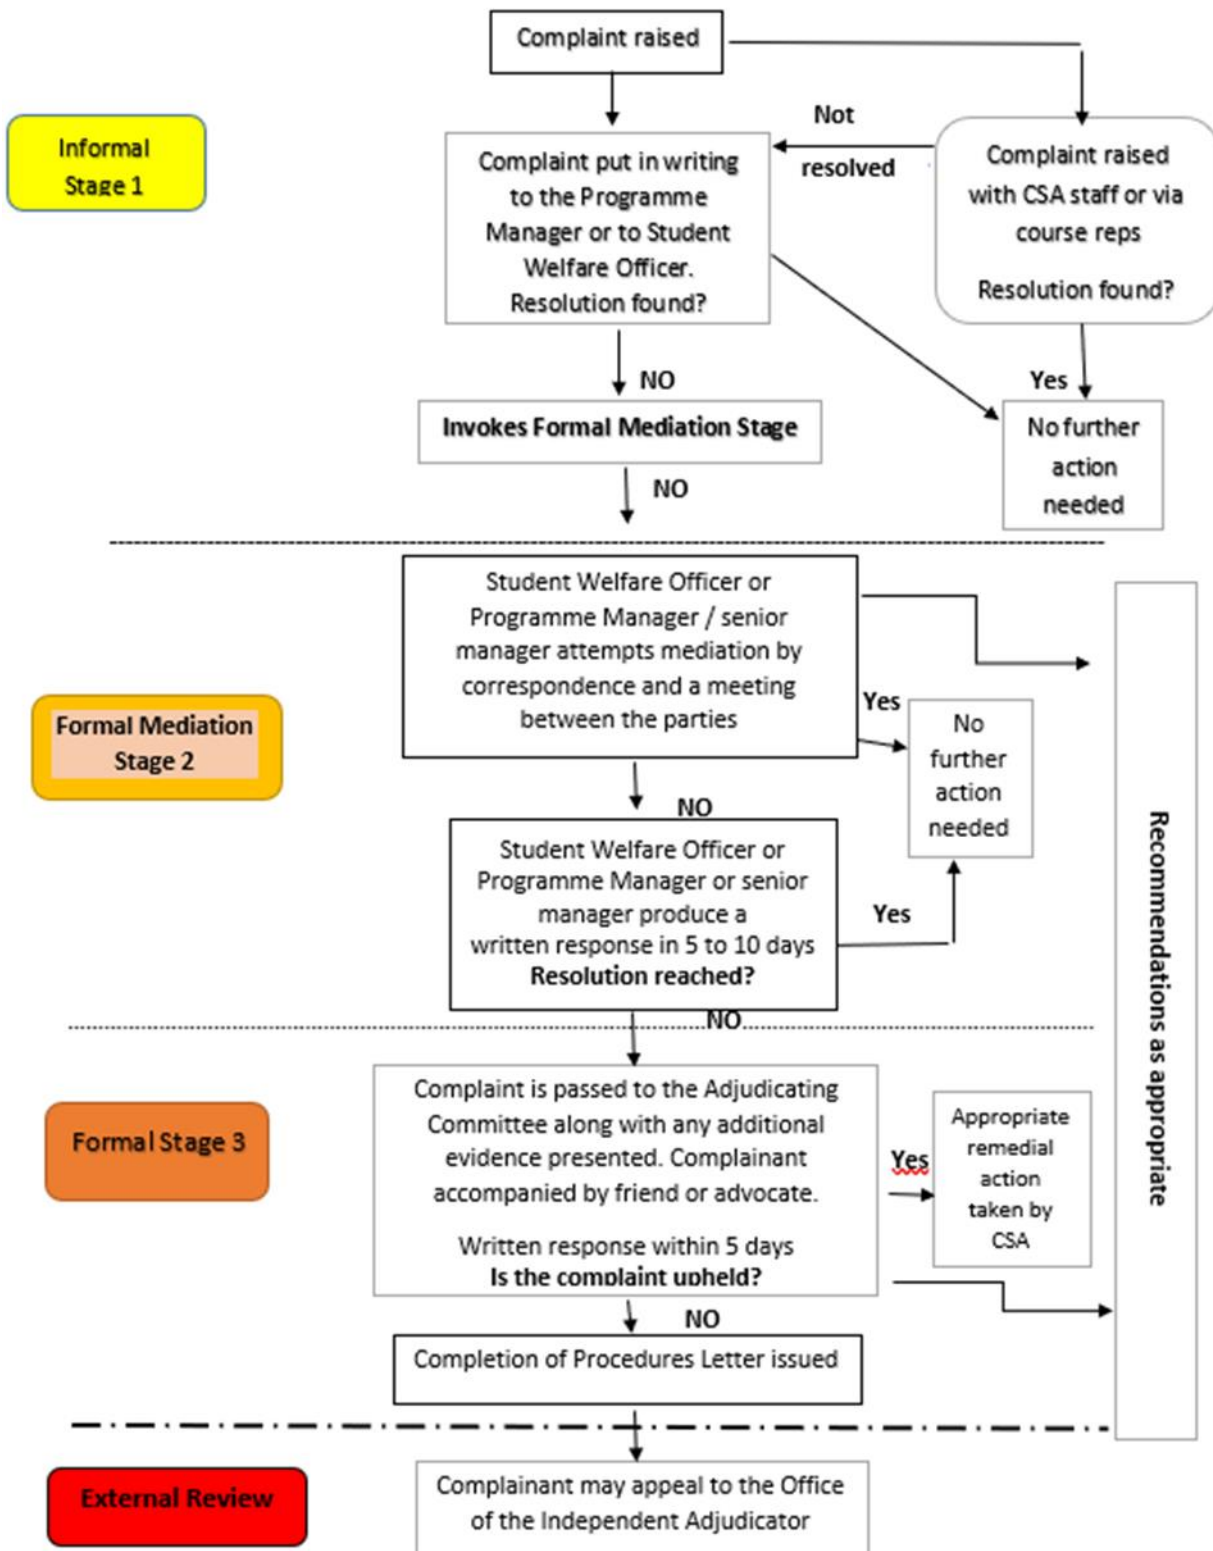 Complaint raised
Informal
Stage 1
Not
resolved
Complaint put in writing
to the Programme
Manager or to Student
Welfare Officer.
Resolution found?
Complaint raised
with CSA staff or via
course reps
Resolution found?
NO
Yes
Invokes Formal Mediation Stage
No further
action
needed
NO
Student Welfare Officer or
Programme Manager / senior
manager attempts mediation by
correspondence and a meeting
between the parties
Formal Mediation
Stage 2
Yes
No
further
action
needed
NO
Student Welfare Officer or
Programme Manager or senior
manager produce a
written response in 5 to 10 days
Resolution reached?
Yes
Recommendations as appropriate
NO
Formal Stage 3
Complaint is passed to the Adjudicating
Committee along with any additional
evidence presented. Complainant
accompanied by friend or advocate.
Written response within 5 days
Is the complaint upheld?
Yes
Appropriate
remedial
action
taken by
CSA
NO
Completion of Procedures Letter issued
External Review
Complainant may appeal to the Office
of the Independent Adjudicator